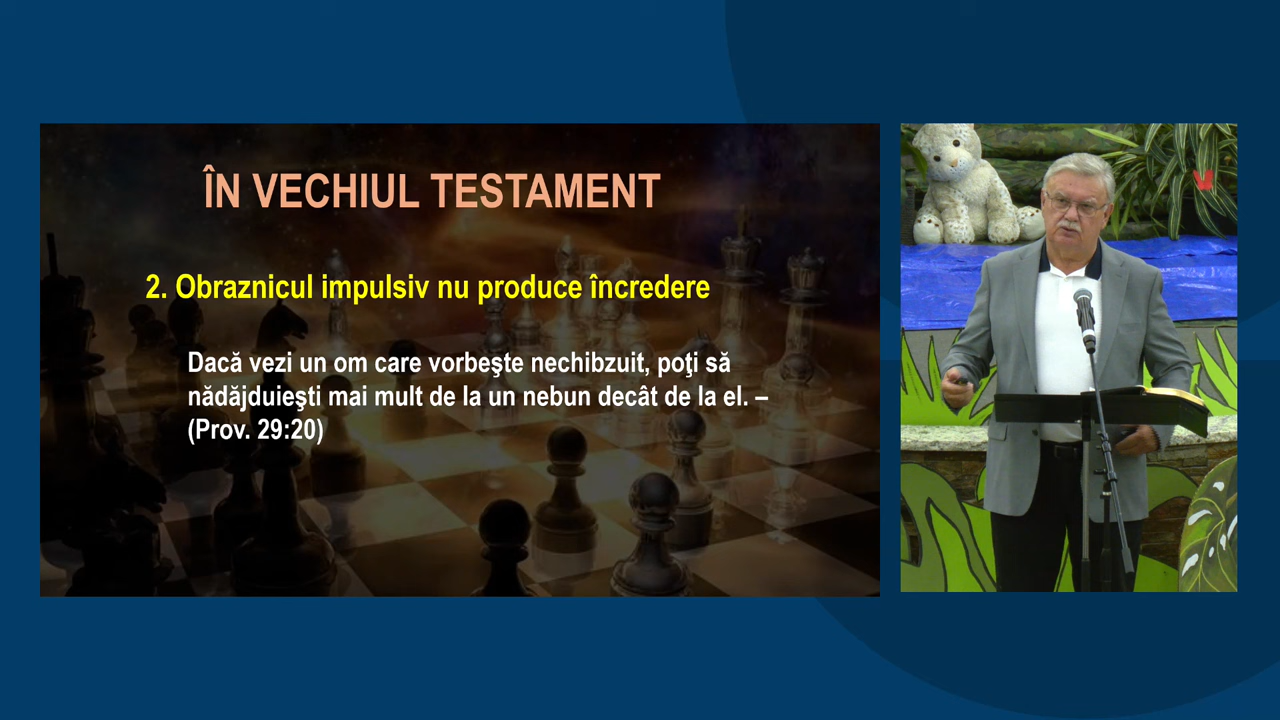 ÎN VECHIUL TESTAMENT
2. Obraznicul impulsiv nu produce încredere
Dacă vezi un om care vorbeşte nechibzuit, poţi să
nădăjduieşti mai mult de la un nebun decât de la el. –
(Prov. 29:20)